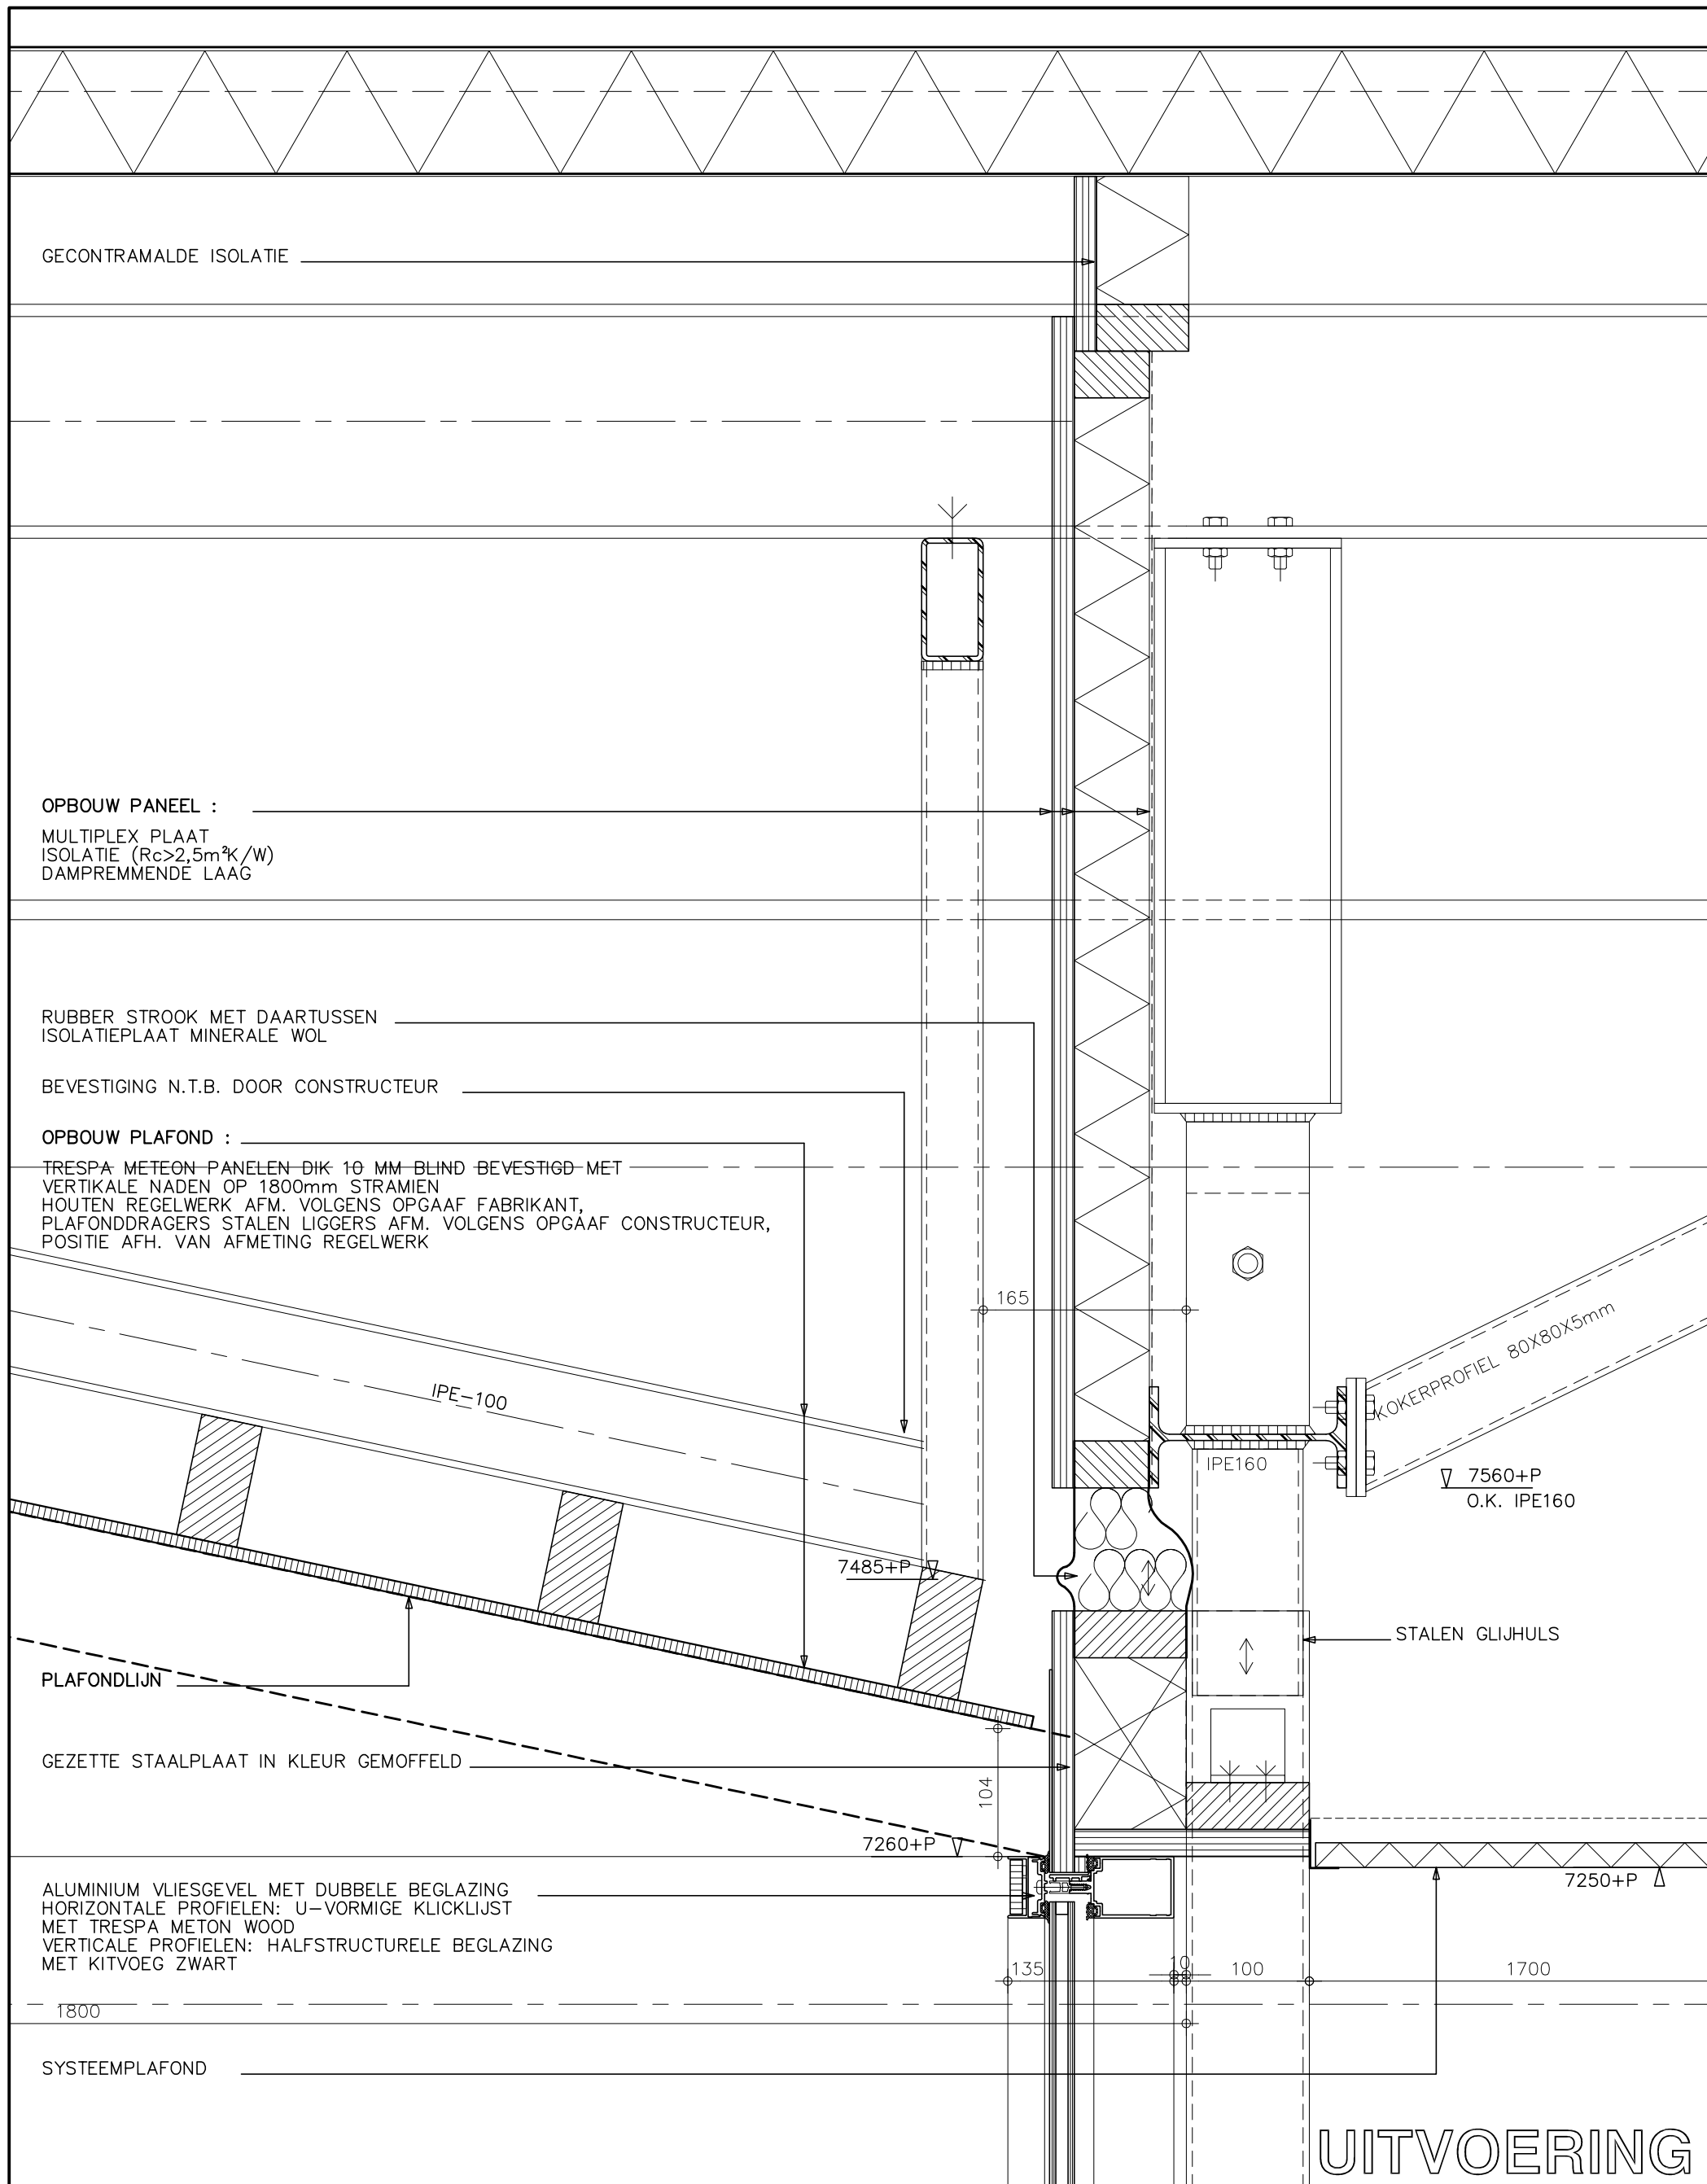 GECONTRAMALDE ISOLATIE
OPBOUW PANEEL :
MULTIPLEX PLAAT
ISOLATIE (Rc>2,5m²K/W)
DAMPREMMENDE LAAG
RUBBER STROOK MET DAARTUSSEN
ISOLATIEPLAAT MINERALE WOL
BEVESTIGING N.T.B. DOOR CONSTRUCTEUR
OPBOUW PLAFOND :
TRESPA METEON PANELEN DIK 10 MM BLIND BEVESTIGD MET
VERTIKALE NADEN OP 1800mm STRAMIEN
HOUTEN REGELWERK AFM. VOLGENS OPGAAF FABRIKANT,
PLAFONDDRAGERS STALEN LIGGERS AFM. VOLGENS OPGAAF CONSTRUCTEUR,
POSITIE AFH. VAN AFMETING REGELWERK
165
KOKERPROFIEL 80X80X5mm
IPE-100
IPE160
7560+P
O.K. IPE160
7485+P
STALEN GLIJHULS
PLAFONDLIJN
GEZETTE STAALPLAAT IN KLEUR GEMOFFELD
104
7260+P
7250+P
ALUMINIUM VLIESGEVEL MET DUBBELE BEGLAZING
HORIZONTALE PROFIELEN: U-VORMIGE KLICKLIJST
MET TRESPA METON WOOD
VERTICALE PROFIELEN: HALFSTRUCTURELE BEGLAZING
MET KITVOEG ZWART
135
10
100
1700
1800
SYSTEEMPLAFOND
UITVOERING